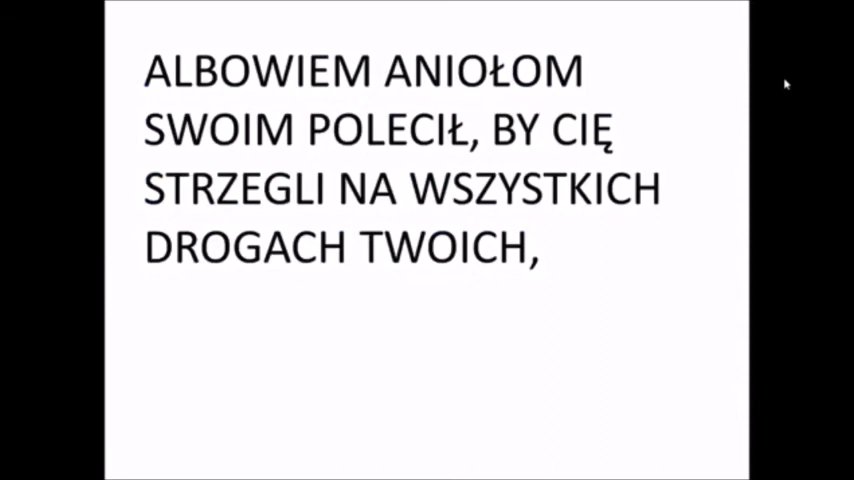 ALBOWIEM ANIOŁOM
SWOIM POLECIŁ, BY CIĘ
STRZEGLI NA WSZYSTKICH
DROGACH TWOICH,